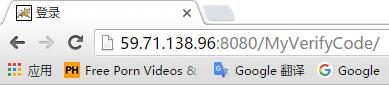 登录
59.71.138.96:8080/MyVerifyCode/
应用 PH Free Porn Videos & Google 翻译 Google